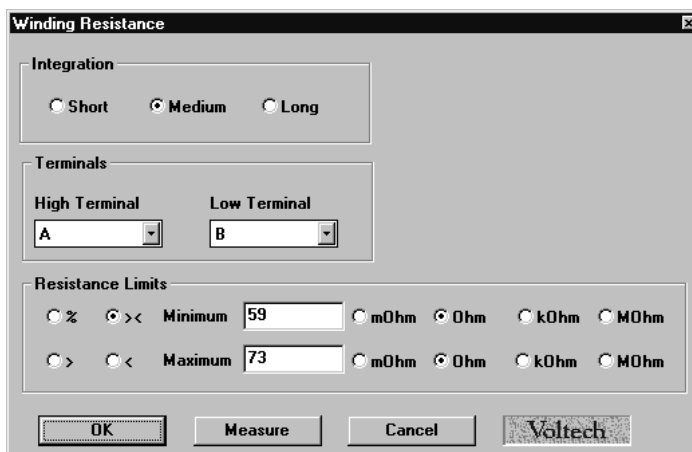 Winding Resistance
Integration
Short Medium Long
Terminals
High Terminal Low Terminal
A B
Resistance Limits
% >< Minimum 59 mOhm Ohm kOhm MOhm
> < Maximum 73 mOhm Ohm kOhm MOhm
OK Measure Cancel Voltech